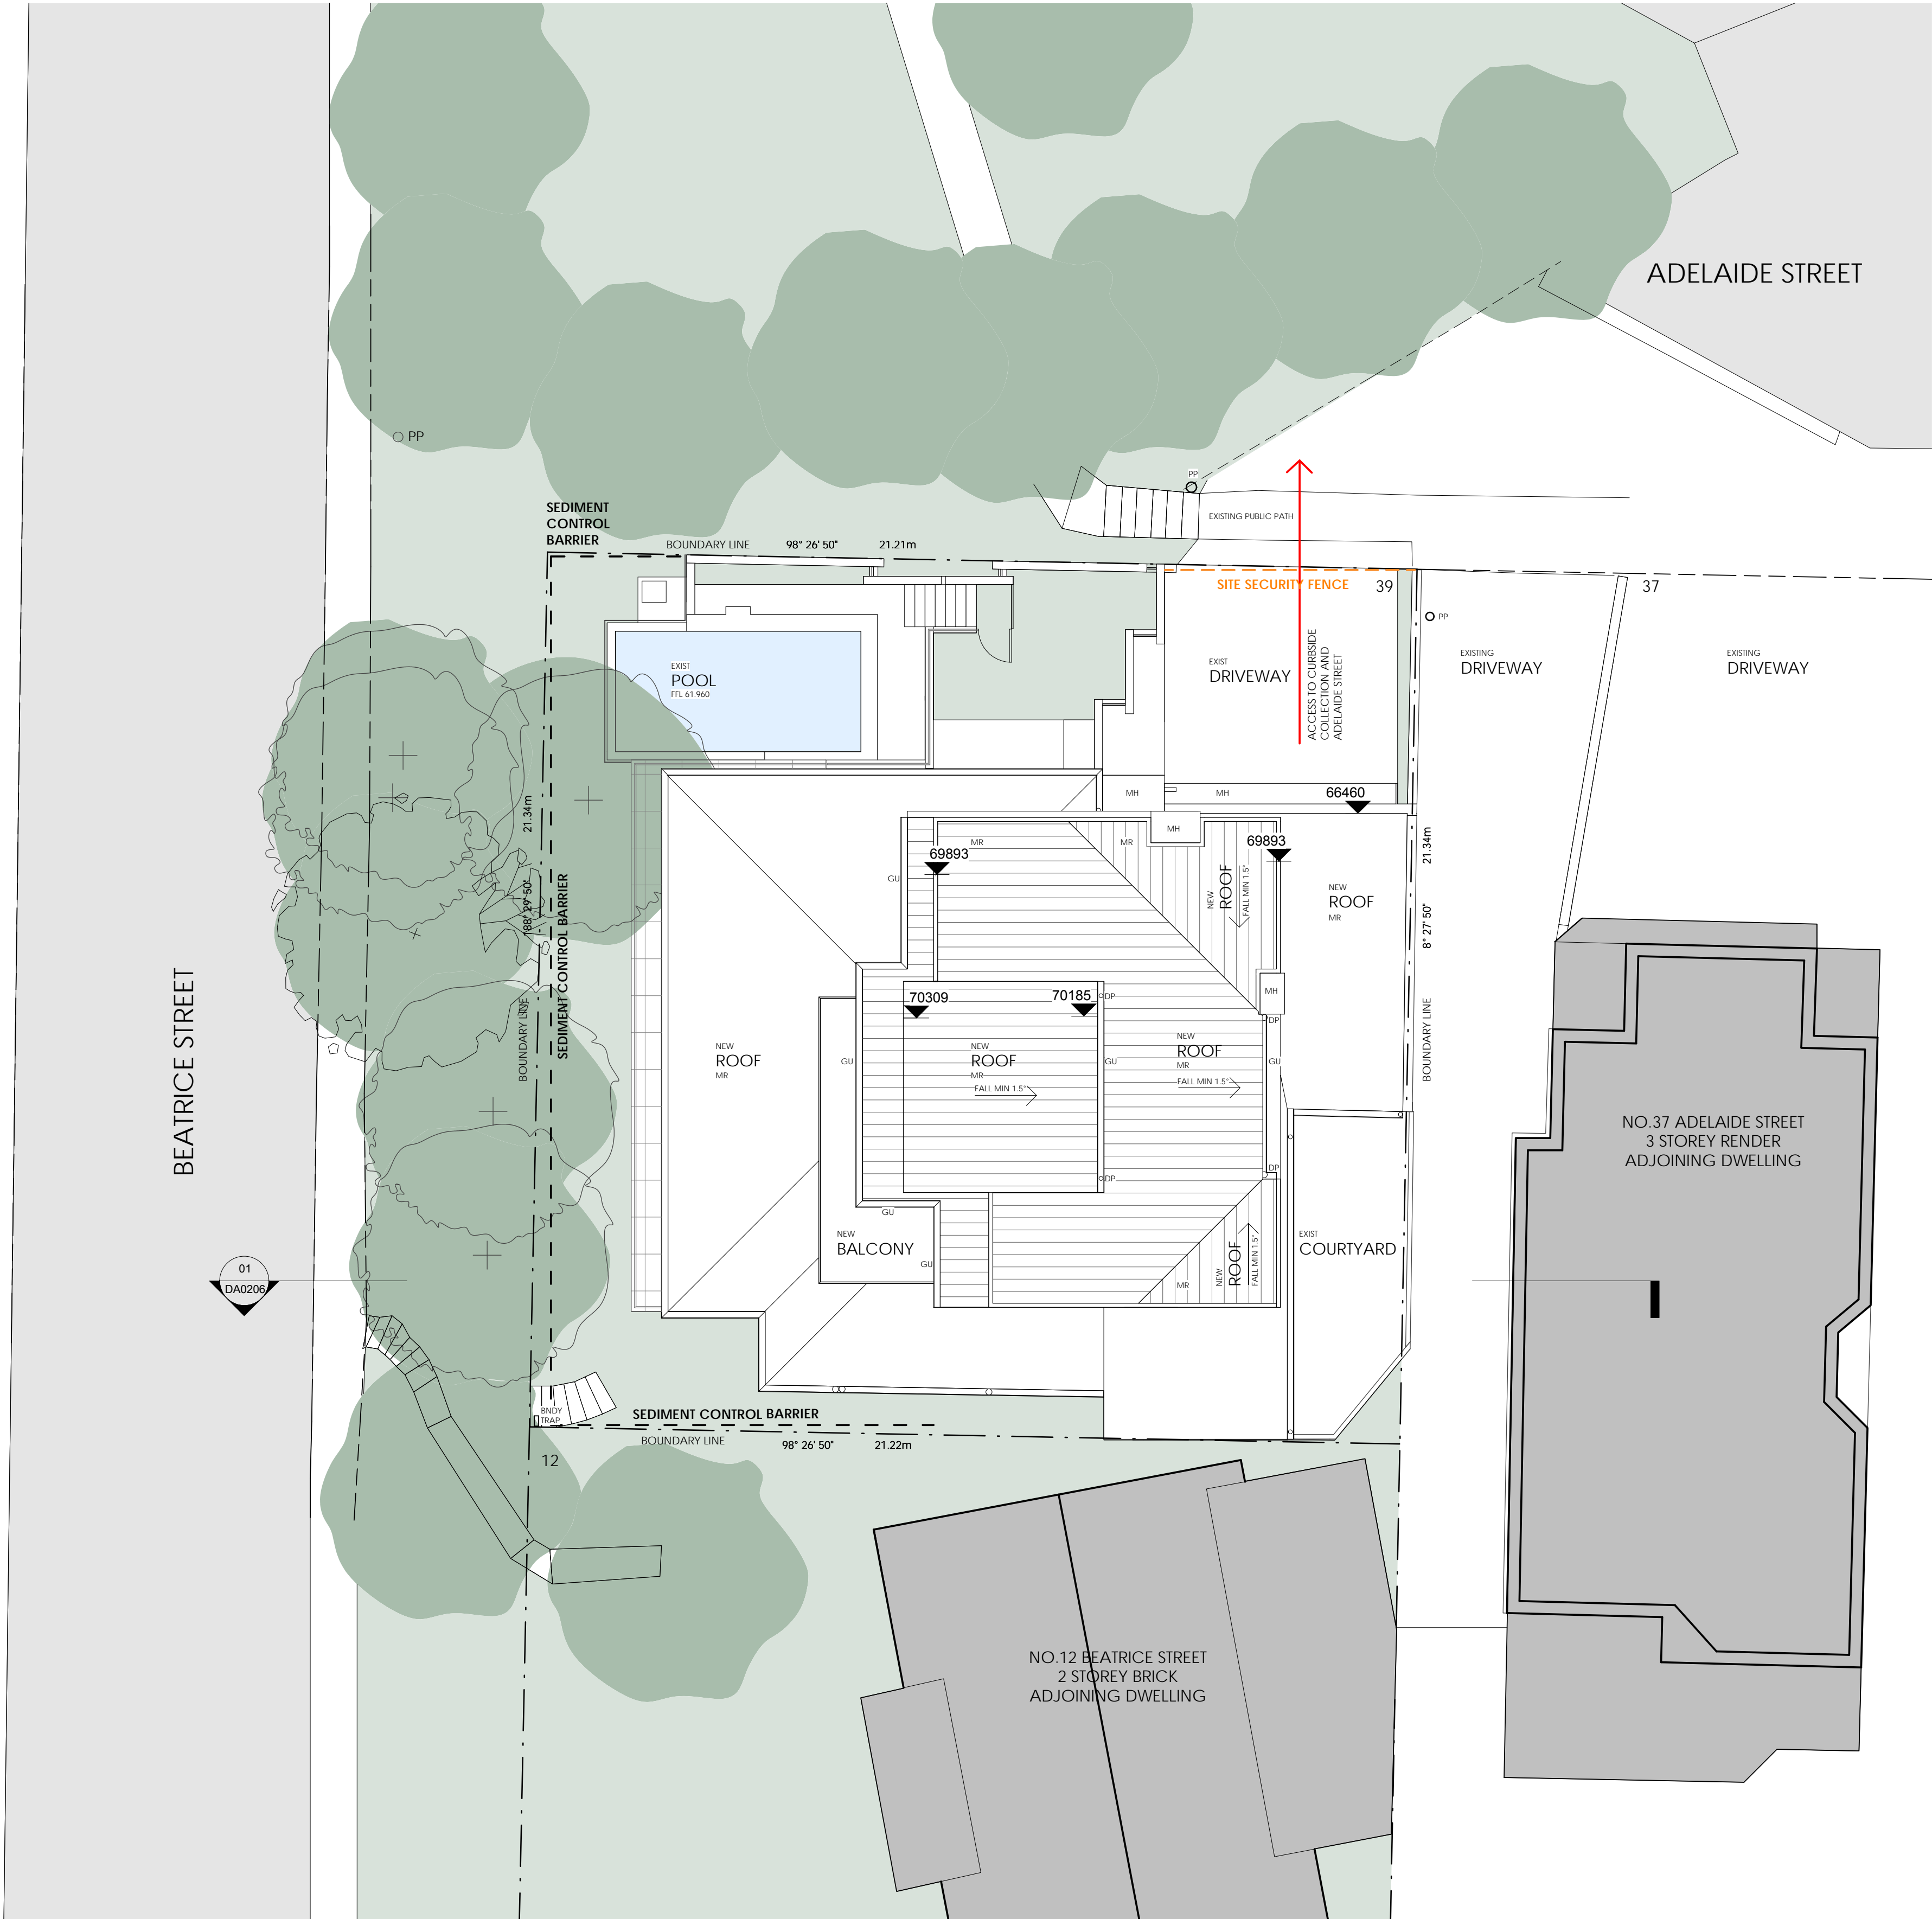 ADELAIDE STREET
PP
PP
EXISTING PUBLIC PATH
SEDIMENT
CONTROL
BARRIER
BOUNDARY LINE 98° 26' 50" 21.21m
SITE SECURITY FENCE
39
37
PP
EXIST
POOL
FFL 61.960
EXIST
DRIVEWAY
ACCESS TO CURBSIDE
COLLECTION AND
ADELAIDE STREET
EXISTING
DRIVEWAY
EXISTING
DRIVEWAY
MH
MH
66460
MH
21.34m
188° 29' 50"
BOUNDARY LINE
SEDIMENT CONTROL BARRIER
MR
69893
GU
MR
69893
NEW
ROOF
FALL MIN 1.5°
NEW
ROOF
MR
21.34m
8° 27' 50"
BOUNDARY LINE
70309
70185
DP
MH
DP
NEW
ROOF
MR
GU
NEW
ROOF
MR
FALL MIN 1.5°
GU
NEW
ROOF
MR
FALL MIN 1.5°
GU
BEATRICE STREET
NO.37 ADELAIDE STREET
3 STOREY RENDER
ADJOINING DWELLING
DP
DP
GU
NEW
BALCONY
GU
MR
NEW
ROOF
FALL MIN 1.5°
EXIST
COURTYARD
01
DA0206
BNDY
TRAP
SEDIMENT CONTROL BARRIER
BOUNDARY LINE 98° 26' 50" 21.22m
12
NO.12 BEATRICE STREET
2 STOREY BRICK
ADJOINING DWELLING